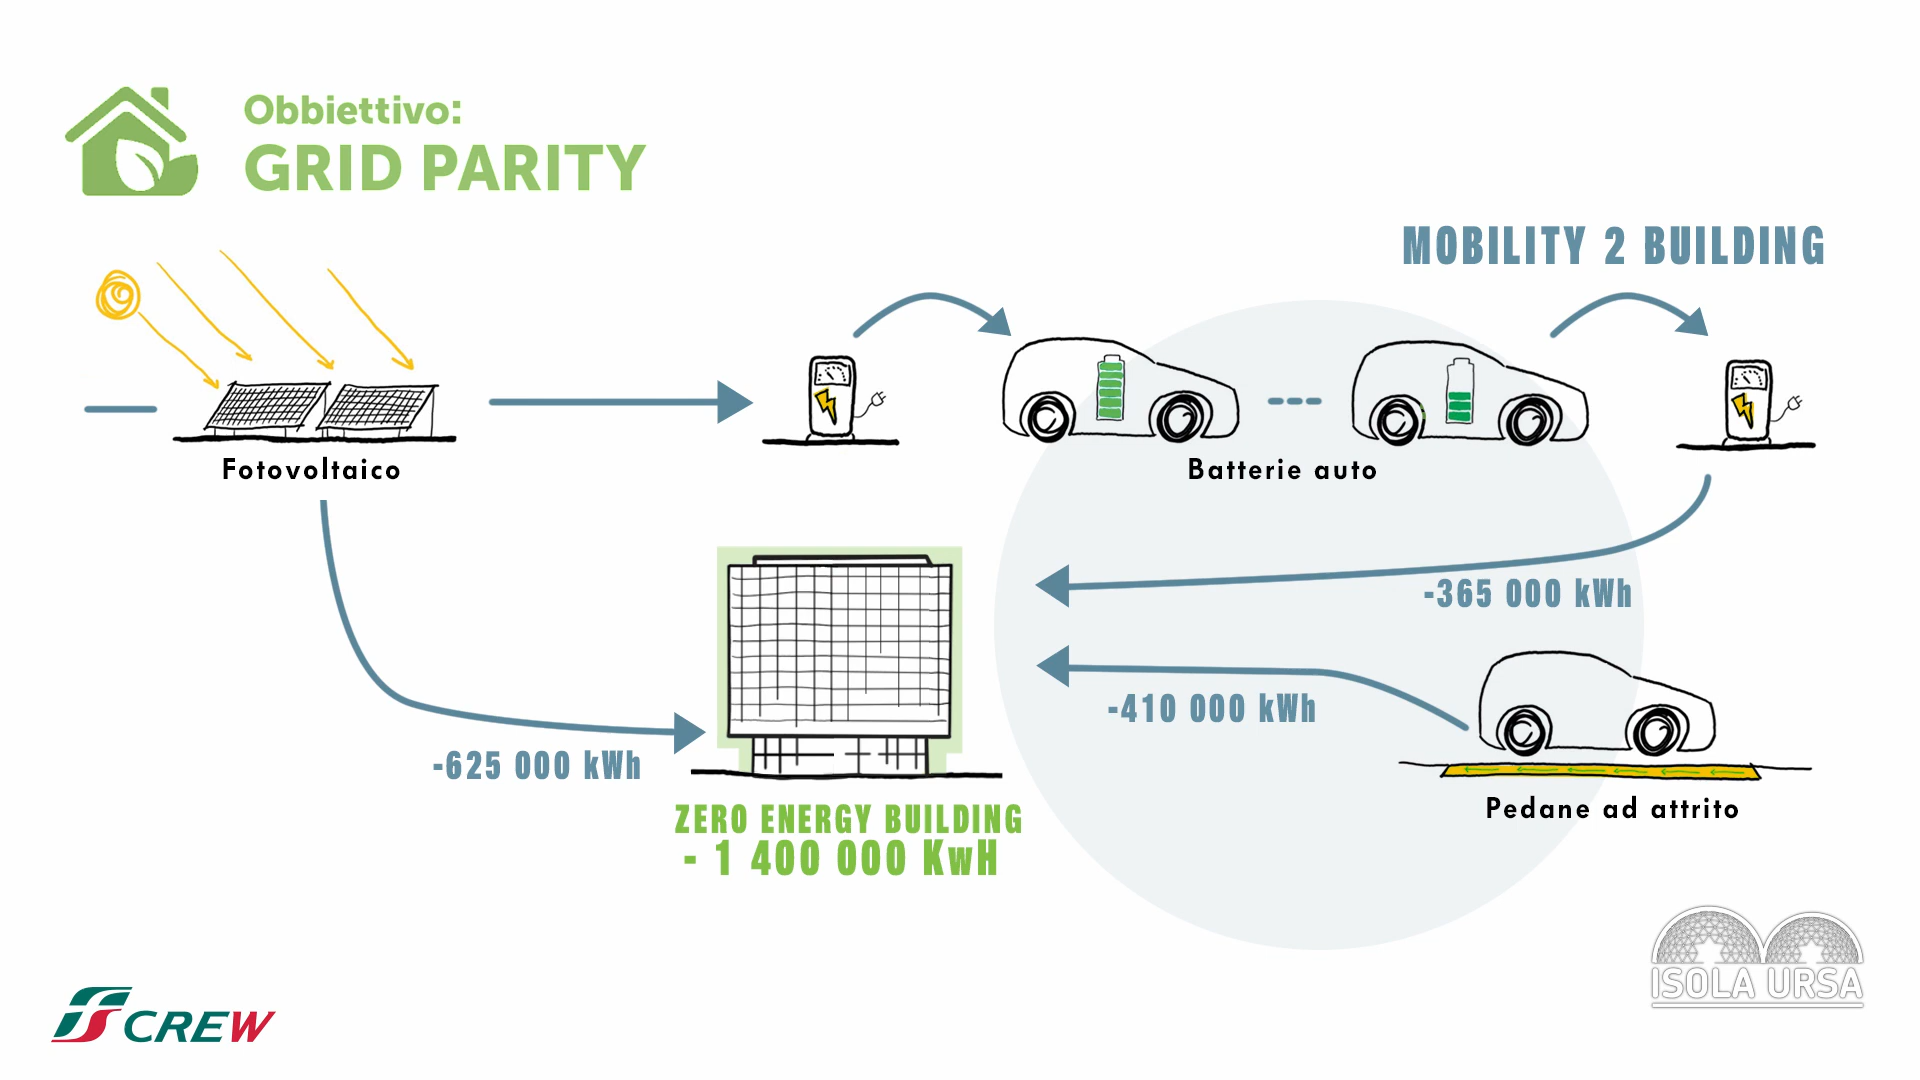 Obbiettivo:
GRID PARITY
MOBILITY 2 BUILDING
Fotovoltaico
Batterie auto
-365 000 kWh
-410 000 kWh
-625 000 kWh
Pedane ad attrito
ZERO ENERGY BUILDING
- 1 400 000 KwH
ISOLA URSA
FS CREW